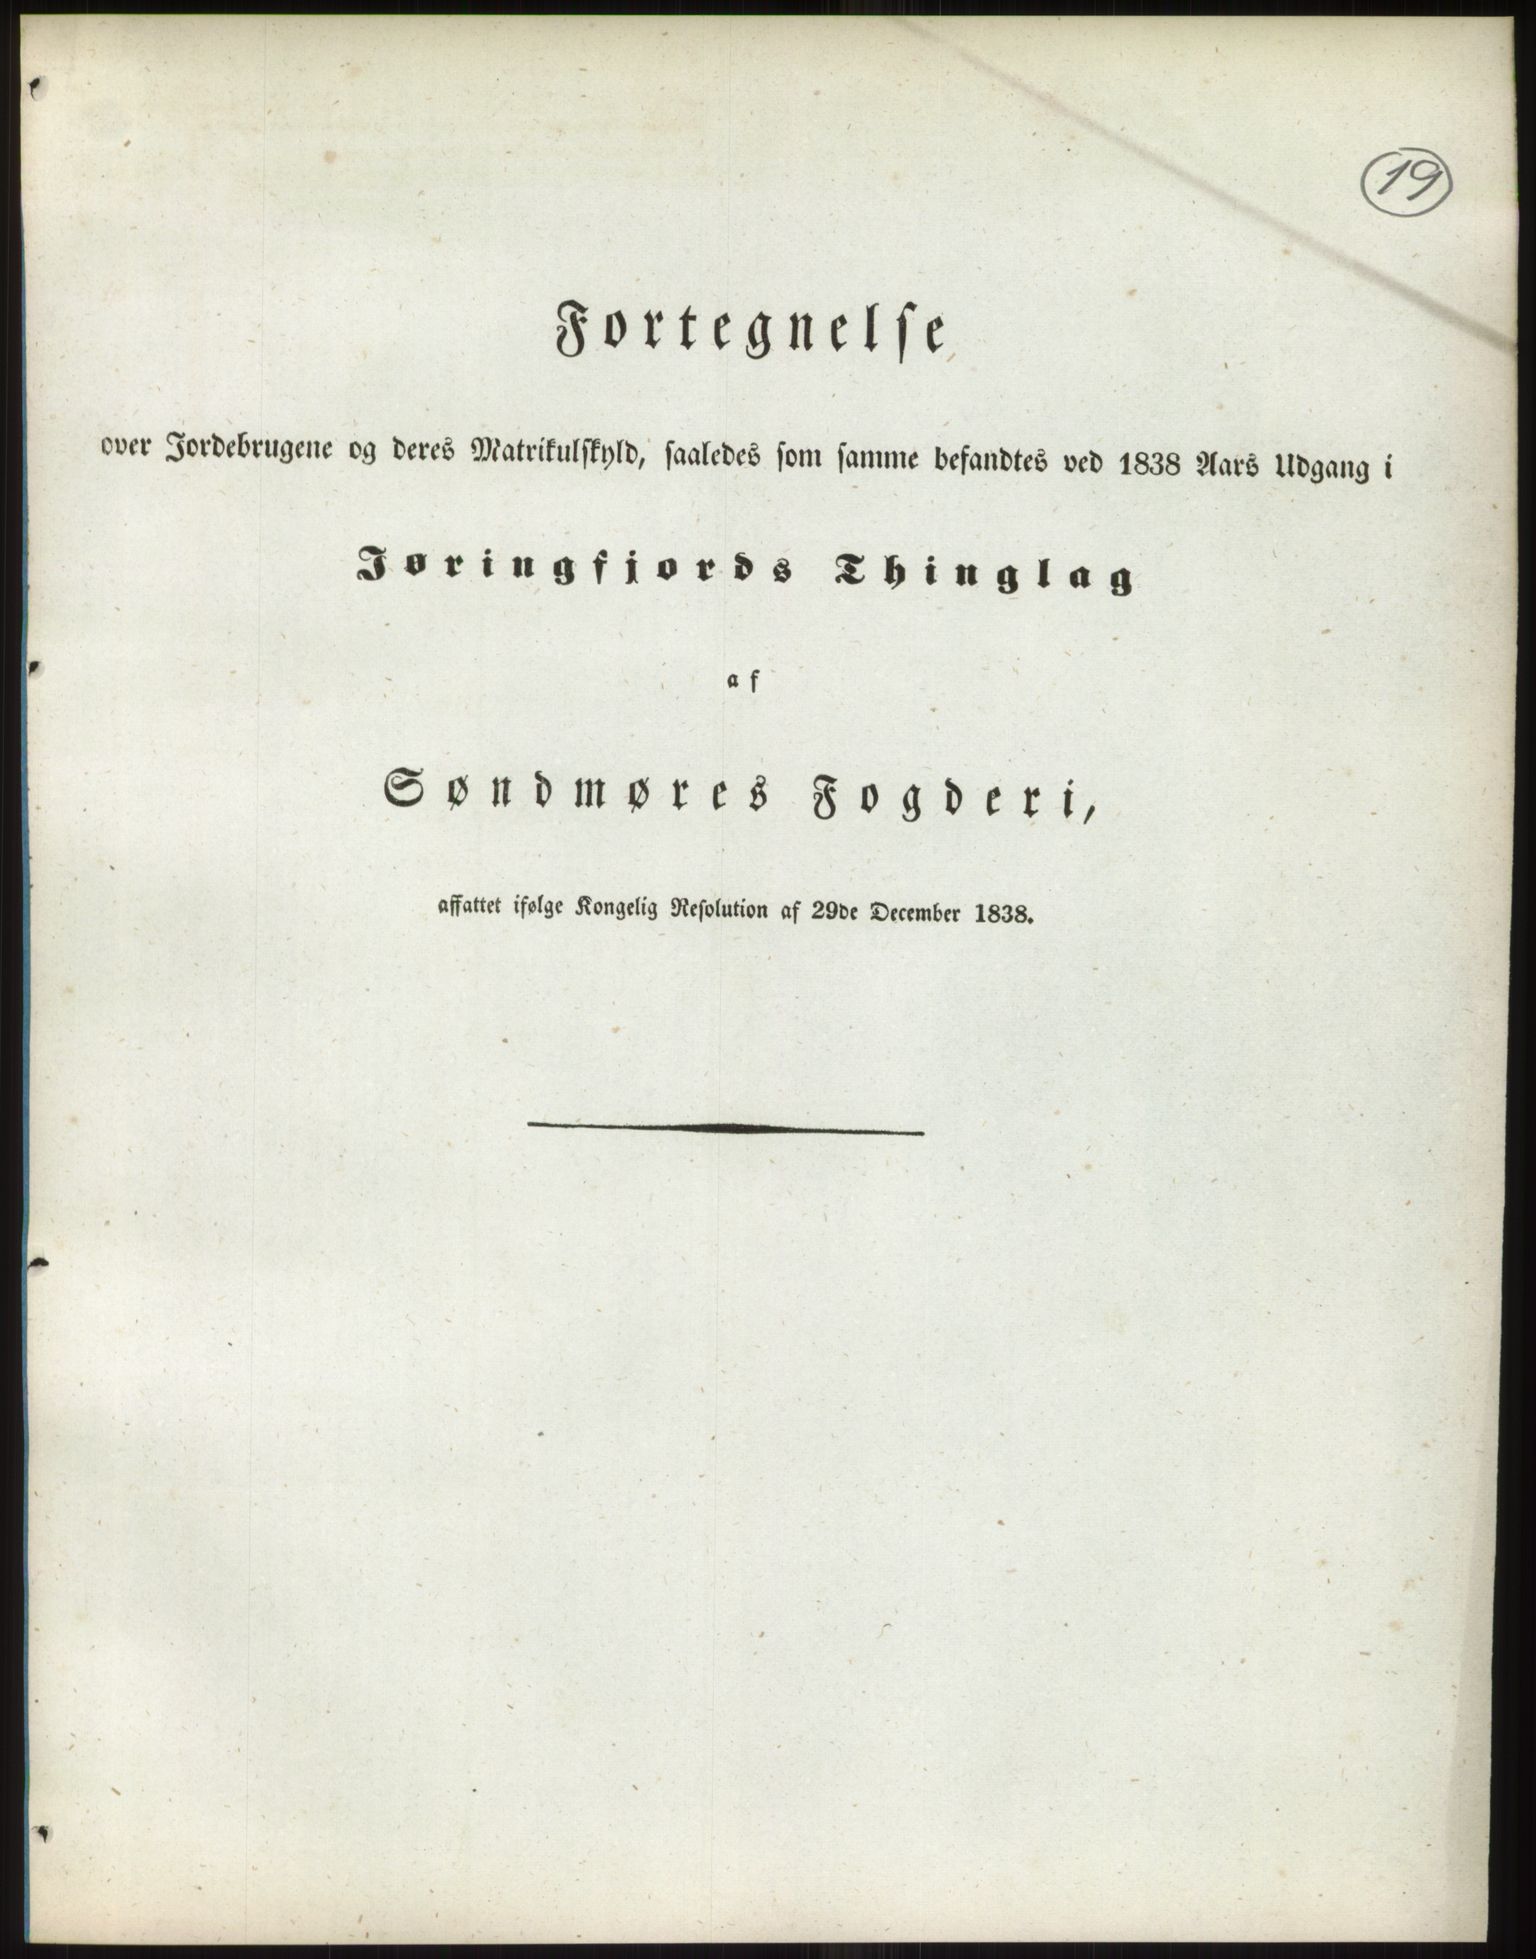 19
Fortegnelse
over Jordebrugene og deres Matrikulskyld, saaledes som samme befandtes ved 1838 Aars Udgang i
Jøringfjords Thinglag
af
Søndmøres Fogderi,
affattet ifølge Kongelig Resolution af 29de December 1838.